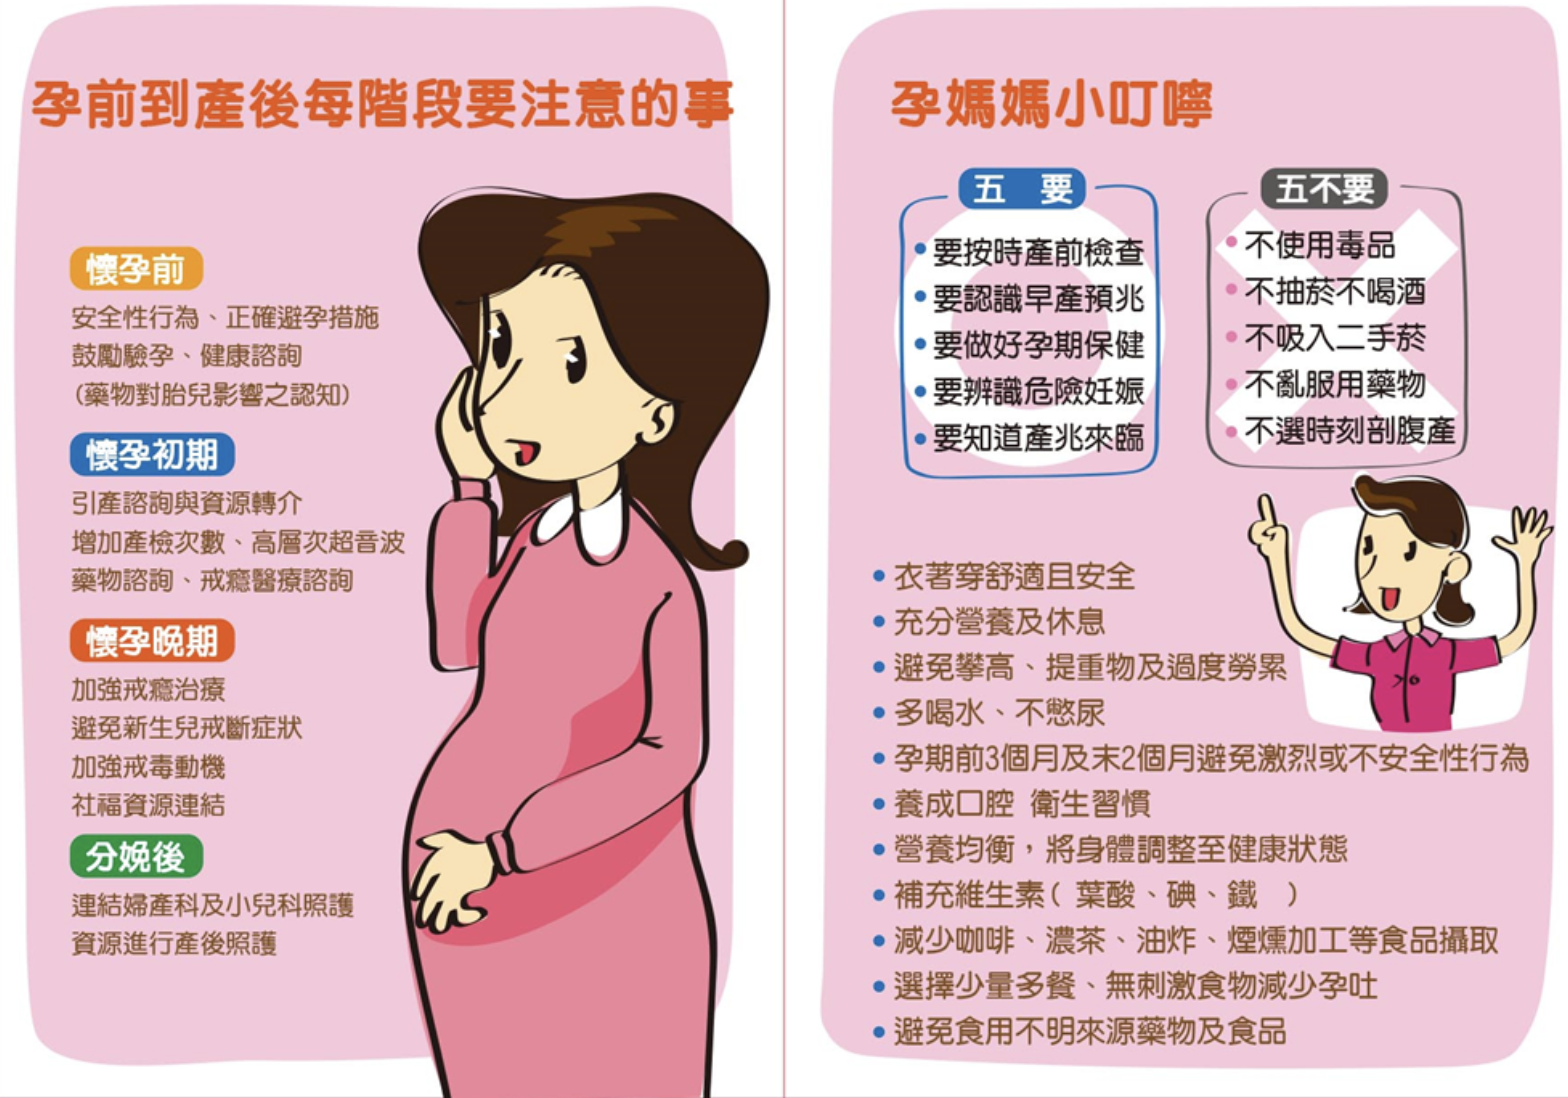 孕前到產後每階段要注意的事
懷孕前
安全性行為、正確避孕措施
鼓勵驗孕、健康諮詢
(藥物對胎兒影響之認知)
懷孕初期
引產諮詢與資源轉介
增加產檢次數、高層次超音波
藥物諮詢、戒癮醫療諮詢
懷孕晚期
加強戒癮治療
避免新生兒戒斷症狀
加強戒毒動機
社福資源連結
分娩後
連結婦產科及小兒科照護
資源進行產後照護
孕媽媽小叮嚀
五 要
•要按時產前檢查
•要認識早產預兆
•要做好孕期保健
•要辨識危險妊娠
•要知道產兆來臨
五不要
•不使用毒品
•不抽菸不喝酒
•不吸入二手菸
•不亂服用藥物
•不選時刻剖腹產
•衣著穿舒適且安全
•充分營養及休息
•避免攀高、提重物及過度勞累
•多喝水、不憋尿
•孕期前3個月及末2個月避免激烈或不安全性行為
•養成口腔 衛生習慣
•營養均衡，將身體調整至健康狀態
•補充維生素( 葉酸、碘、鐵 )
•減少咖啡、濃茶、油炸、煙燻加工等食品攝取
•選擇少量多餐、無刺激食物減少孕吐
•避免食用不明來源藥物及食品